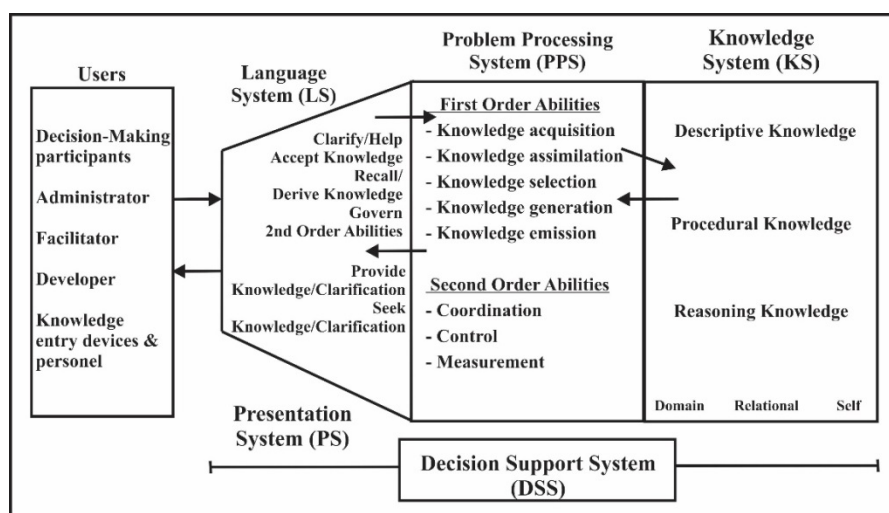 Users
Decision-Making
participants
Administrator
Facilitator
Developer
Knowledge
entry devices &
personel
Language
System (LS)
Clarify/Help
Accept Knowledge
Recall/
Derive Knowledge
Govern
2nd Order Abilities
Provide
Knowledge/Clarification
Seek
Knowledge/Clarification
Presentation
System (PS)
Problem Processing
System (PPS)
First Order Abilities
- Knowledge acquisition
- Knowledge assimilation
- Knowledge selection
- Knowledge generation
- Knowledge emission
Second Order Abilities
- Coordination
- Control
- Measurement
Knowledge
System (KS)
Descriptive Knowledge
Procedural Knowledge
Reasoning Knowledge
Domain Relational Self
Decision Support System
(DSS)